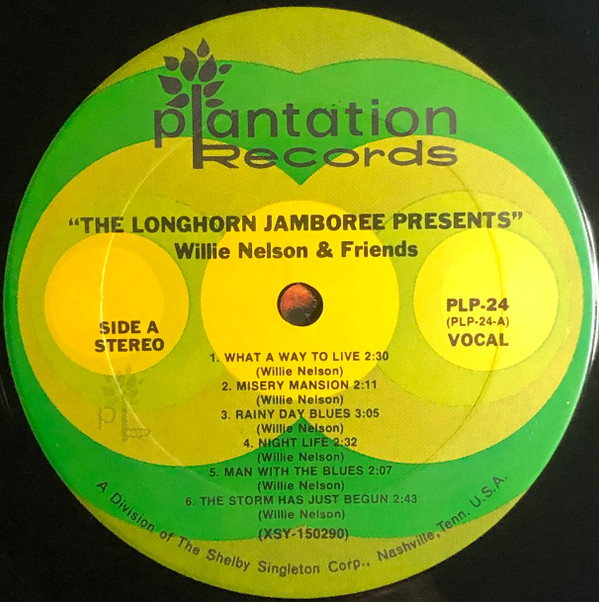 plantation
Records
"THE LONGHORN JAMBOREE PRESENTS"
Willie Nelson & Friends
SIDE A
STEREO
PLP-24
(PLP-24-A)
VOCAL
1. WHAT A WAY TO LIVE 2:30
(Willie Nelson)
2. MISERY MANSION 2:11
(Willie Nelson)
3. RAINY DAY BLUES 3:05
(Willie Nelson)
4. NIGHT LIFE 2:32
(Willie Nelson)
5. MAN WITH THE BLUES 2:07
(Willie Nelson)
6. THE STORM HAS JUST BEGUN 2:43
(Willie Nelson)
(XSY-150290)
A Division of The Shelby Singleton Corp., Nashville, Tenn. U.S.A.